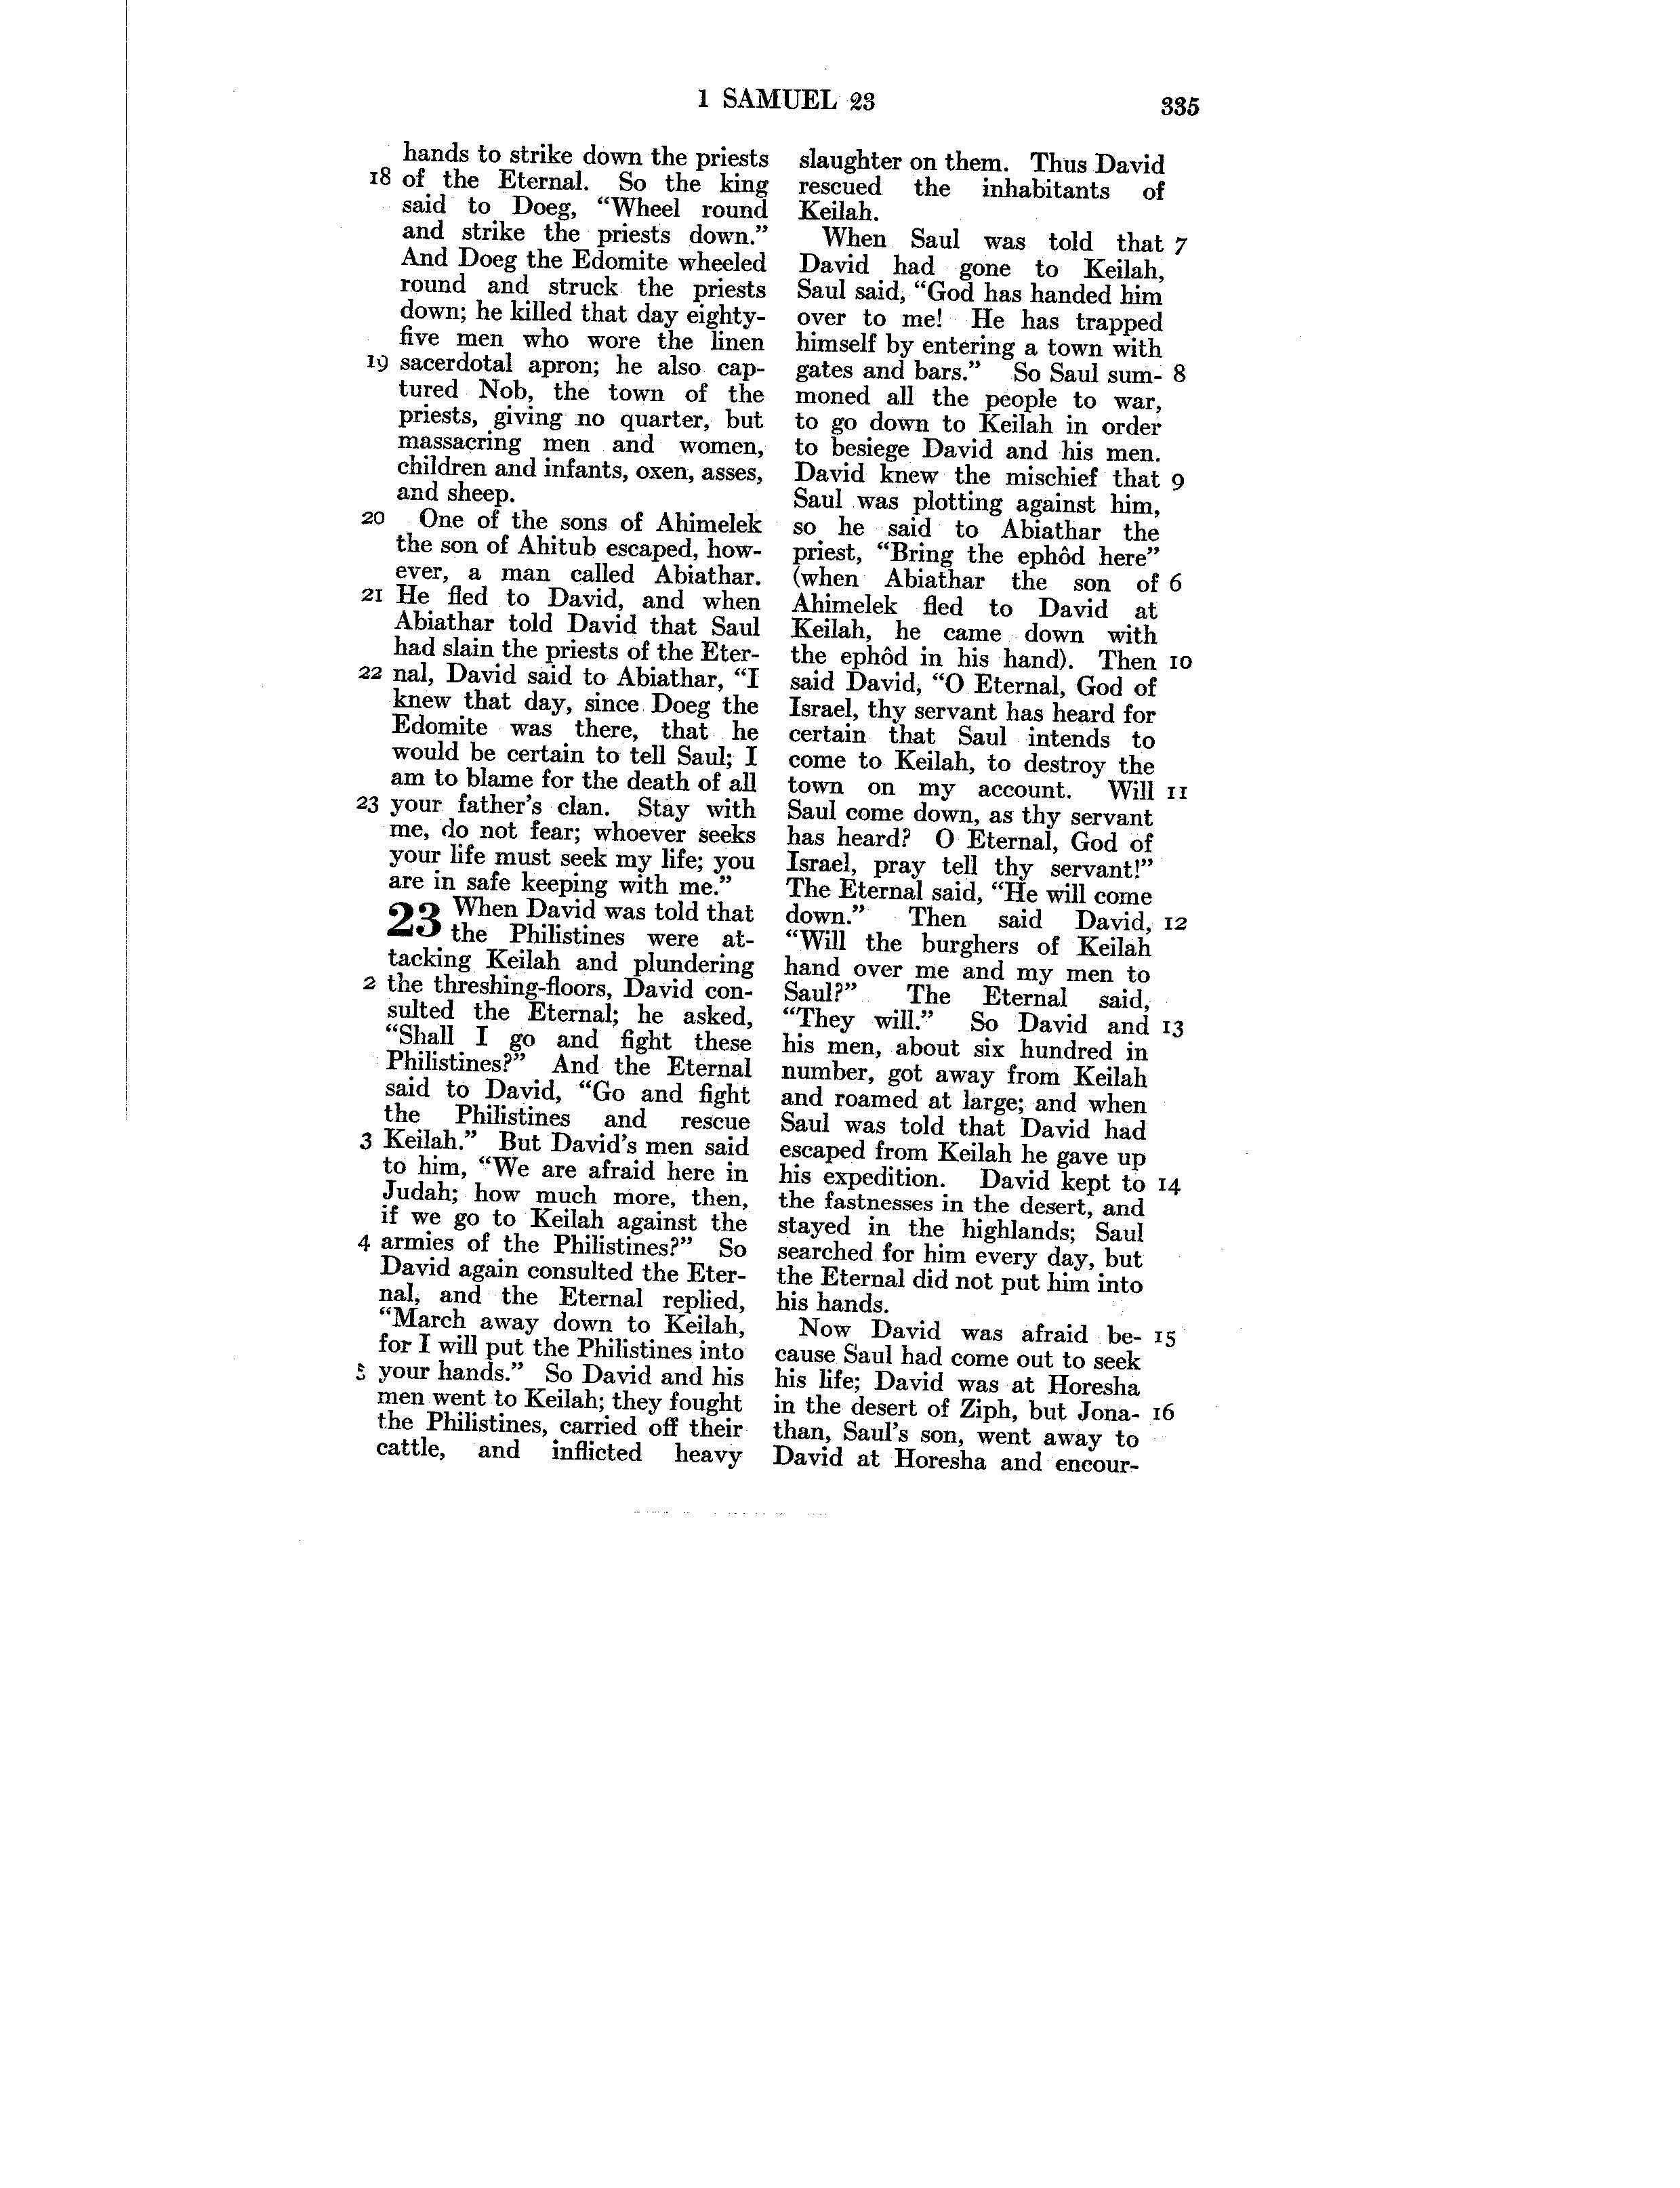 1 SAMUEL 23
335
hands to strike down the priests
18 of the Eternal. So the king
said to Doeg, “Wheel round
and strike the priests down.”
And Doeg the Edomite wheeled
round and struck the priests
down; he killed that day eighty-
five men who wore the linen
19 sacerdotal apron; he also cap-
tured Nob, the town of the
priests, giving no quarter, but
massacring men and women,
children and infants, oxen, asses,
and sheep.
20 One of the sons of Ahimelek
the son of Ahitub escaped, how-
ever, a man called Abiathar.
21 He fled to David, and when
Abiathar told David that Saul
had slain the priests of the Eter-
22 nal, David said to Abiathar, “I
knew that day, since Doeg the
Edomite was there, that he
would be certain to tell Saul; I
am to blame for the death of all
23 your father’s clan. Stay with
me, do not fear; whoever seeks
your life must seek my life; you
are in safe keeping with me.”
23 When David was told that
the Philistines were at-
tacking Keilah and plundering
2 the threshing-floors, David con-
sulted the Eternal; he asked,
“Shall I go and fight these
Philistines?” And the Eternal
said to David, “Go and fight
the Philistines and rescue
3 Keilah.” But David’s men said
to him, “We are afraid here in
Judah; how much more, then,
if we go to Keilah against the
4 armies of the Philistines?” So
David again consulted the Eter-
nal, and the Eternal replied,
“March away down to Keilah,
for I will put the Philistines into
5 your hands.” So David and his
men went to Keilah; they fought
the Philistines, carried off their
cattle, and inflicted heavy
slaughter on them. Thus David
rescued the inhabitants of
Keilah.
When Saul was told that 7
David had gone to Keilah,
Saul said, “God has handed him
over to me! He has trapped
himself by entering a town with
gates and bars.” So Saul sum- 8
moned all the people to war,
to go down to Keilah in order
to besiege David and his men.
David knew the mischief that 9
Saul was plotting against him,
so he said to Abiathar the
priest, “Bring the ephôd here”
(when Abiathar the son of 6
Ahimelek fled to David at
Keilah, he came down with
the ephôd in his hand). Then 10
said David, “O Eternal, God of
Israel, thy servant has heard for
certain that Saul intends to
come to Keilah, to destroy the
town on my account. Will 11
Saul come down, as thy servant
has heard? O Eternal, God of
Israel, pray tell thy servant!”
The Eternal said, “He will come
down.” Then said David, 12
“Will the burghers of Keilah
hand over me and my men to
Saul?” The Eternal said,
“They will.” So David and 13
his men, about six hundred in
number, got away from Keilah
and roamed at large; and when
Saul was told that David had
escaped from Keilah he gave up
his expedition. David kept to 14
the fastnesses in the desert, and
stayed in the highlands; Saul
searched for him every day, but
the Eternal did not put him into
his hands.
Now David was afraid be- 15
cause Saul had come out to seek
his life; David was at Horesha
in the desert of Ziph, but Jona- 16
than, Saul’s son, went away to
David at Horesha and encour-